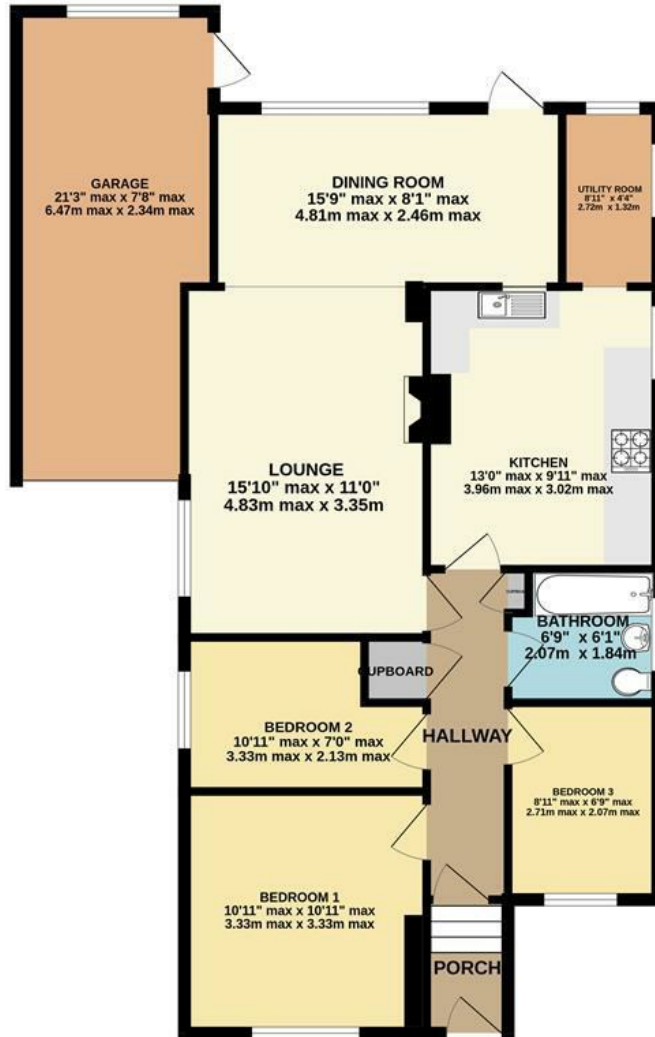 GARAGE
21'3" max x 7'8" max
6.47m max x 2.34m max
DINING ROOM
15'9" max x 8'1" max
4.81m max x 2.46m max
UTILITY ROOM
8'11" x 4'4"
2.72m x 1.32m
LOUNGE
15'10" max x 11'0"
4.83m max x 3.35m
KITCHEN
13'0" max x 9'11" max
3.96m max x 3.02m max
BATHROOM
6'9" x 6'1"
2.07m x 1.84m
CUPBOARD
BEDROOM 2
10'11" max x 7'0" max
3.33m max x 2.13m max
HALLWAY
BEDROOM 3
8'11" max x 6'9" max
2.71m max x 2.07m max
BEDROOM 1
10'11" max x 10'11" max
3.33m max x 3.33m max
PORCH